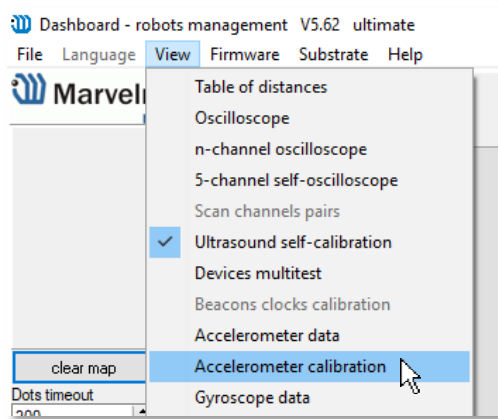 Dashboard - robots management V5.62 ultimate
File Language View Firmware Substrate Help
Table of distances
Oscilloscope
n-channel oscilloscope
5-channel self-oscilloscope
Scan channels pairs
Ultrasound self-calibration
Devices multitest
Beacons clocks calibration
Accelerometer data
Accelerometer calibration
Gyroscope data
clear map
Dots timeout